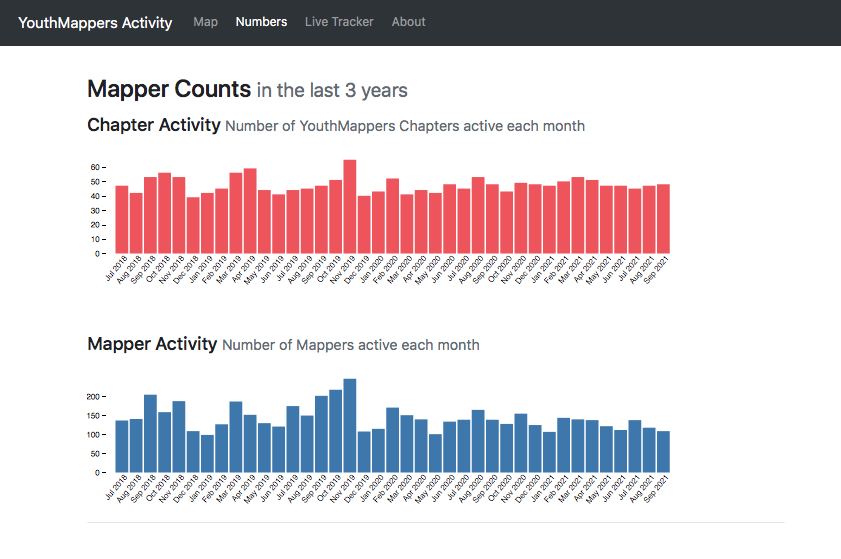 YouthMappers Activity Map Numbers Live Tracker About
Mapper Counts in the last 3 years
Chapter Activity Number of YouthMappers Chapters active each month
60
50
40
30
20
10
0
Jul 2018 Aug 2018 Sep 2018 Oct 2018 Nov 2018 Dec 2018 Jan 2019 Feb 2019 Mar 2019 Apr 2019 May 2019 Jun 2019 Jul 2019 Aug 2019 Sep 2019 Oct 2019 Nov 2019 Dec 2019 Jan 2020 Feb 2020 Mar 2020 Apr 2020 May 2020 Jun 2020 Jul 2020 Aug 2020 Sep 2020 Oct 2020 Nov 2020 Dec 2020 Jan 2021 Feb 2021 Mar 2021 Apr 2021 May 2021 Jun 2021 Jul 2021 Aug 2021 Sep 2021
Mapper Activity Number of Mappers active each month
200
150
100
50
0
Jul 2018 Aug 2018 Sep 2018 Oct 2018 Nov 2018 Dec 2018 Jan 2019 Feb 2019 Mar 2019 Apr 2019 May 2019 Jun 2019 Jul 2019 Aug 2019 Sep 2019 Oct 2019 Nov 2019 Dec 2019 Jan 2020 Feb 2020 Mar 2020 Apr 2020 May 2020 Jun 2020 Jul 2020 Aug 2020 Sep 2020 Oct 2020 Nov 2020 Dec 2020 Jan 2021 Feb 2021 Mar 2021 Apr 2021 May 2021 Jun 2021 Jul 2021 Aug 2021 Sep 2021